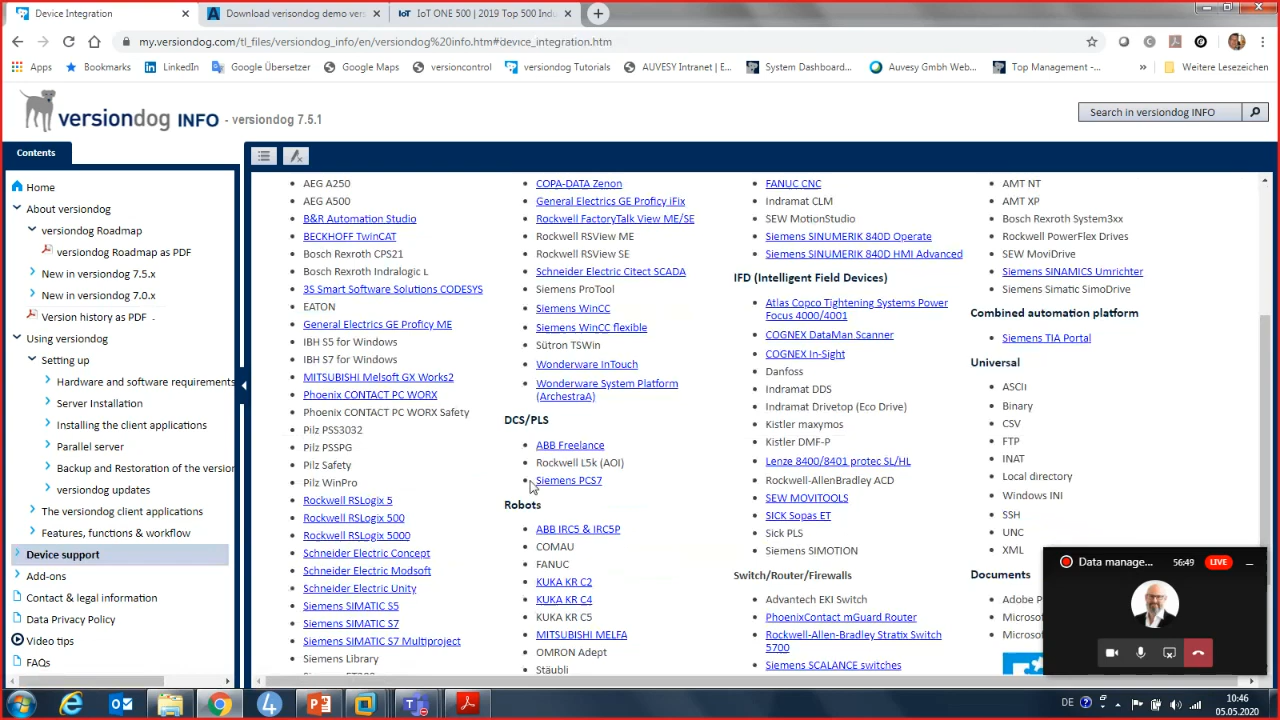 Device Integration
Download verisondog demo ver
IoT IoT ONE 500 | 2019 Top 500 Indu
my.versiondog.com/tl_files/versiondog_info/en/versiondog%20info.htm#device_integration.htm
Apps Bookmarks LinkedIn Google Übersetzer Google Maps versioncontrol versiondog Tutorials AUVESY Intranet | E... System Dashboard... Auvesy Gmbh Web... Top Management -... » Weitere Lesezeichen
versiondog INFO - versiondog 7.5.1
Search in versiondog INFO
Contents
Home
About versiondog
versiondog Roadmap
versiondog Roadmap as PDF
New in versiondog 7.5.x
New in versiondog 7.0.x
Version history as PDF
Using versiondog
Setting up
Hardware and software requirements
Server Installation
Installing the client applications
Parallel server
Backup and Restoration of the version
versiondog updates
The versiondog client applications
Features, functions & workflow
Device support
Add-ons
Contact & legal information
Data Privacy Policy
Video tips
FAQs
AEG A250
AEG A500
B&R Automation Studio
BECKHOFF TwinCAT
Bosch Rexroth CPS21
Bosch Rexroth Indralogic L
3S Smart Software Solutions CODESYS
EATON
General Electrics GE Proficy ME
IBH S5 for Windows
IBH S7 for Windows
MITSUBISHI Melsoft GX Works2
Phoenix CONTACT PC WORX
Phoenix CONTACT PC WORX Safety
Pilz PSS3032
Pilz PSSPG
Pilz Safety
Pilz WinPro
Rockwell RSLogix 5
Rockwell RSLogix 500
Rockwell RSLogix 5000
Schneider Electric Concept
Schneider Electric Modsoft
Schneider Electric Unity
Siemens SIMATIC S5
Siemens SIMATIC S7
Siemens SIMATIC S7 Multiproject
Siemens Library
COPA-DATA Zenon
General Electrics GE Proficy iFix
Rockwell FactoryTalk View ME/SE
Rockwell RSView ME
Rockwell RSView SE
Schneider Electric Citect SCADA
Siemens ProTool
Siemens WinCC
Siemens WinCC flexible
Sütron TSWin
Wonderware InTouch
Wonderware System Platform
(ArchestraA)
DCS/PLS
ABB Freelance
Rockwell L5k (AOI)
Siemens PCS7
Robots
ABB IRC5 & IRC5P
COMAU
FANUC
KUKA KR C2
KUKA KR C4
KUKA KR C5
MITSUBISHI MELFA
OMRON Adept
Stäubli
FANUC CNC
Indramat CLM
SEW MotionStudio
Siemens SINUMERIK 840D Operate
Siemens SINUMERIK 840D HMI Advanced
IFD (Intelligent Field Devices)
Atlas Copco Tightening Systems Power
Focus 4000/4001
COGNEX DataMan Scanner
COGNEX In-Sight
Danfoss
Indramat DDS
Indramat Drivetop (Eco Drive)
Kistler maxymos
Kistler DMF-P
Lenze 8400/8401 protec SL/HL
Rockwell-AllenBradley ACD
SEW MOVITOOLS
SICK Sopas ET
Sick PLS
Siemens SIMOTION
Switch/Router/Firewalls
Advantech EKI Switch
PhoenixContact mGuard Router
Rockwell-Allen-Bradley Stratix Switch
5700
Siemens SCALANCE switches
AMT NT
AMT XP
Bosch Rexroth System3xx
Rockwell PowerFlex Drives
SEW MoviDrive
Siemens SINAMICS Umrichter
Siemens Simatic SimoDrive
Combined automation platform
Siemens TIA Portal
Universal
ASCII
Binary
CSV
FTP
INAT
Local directory
Windows INI
SSH
UNC
XML
Documents
Adobe P
Microso
Microso
Data manage... 56:49 LIVE
DE
10:46
05.05.2020